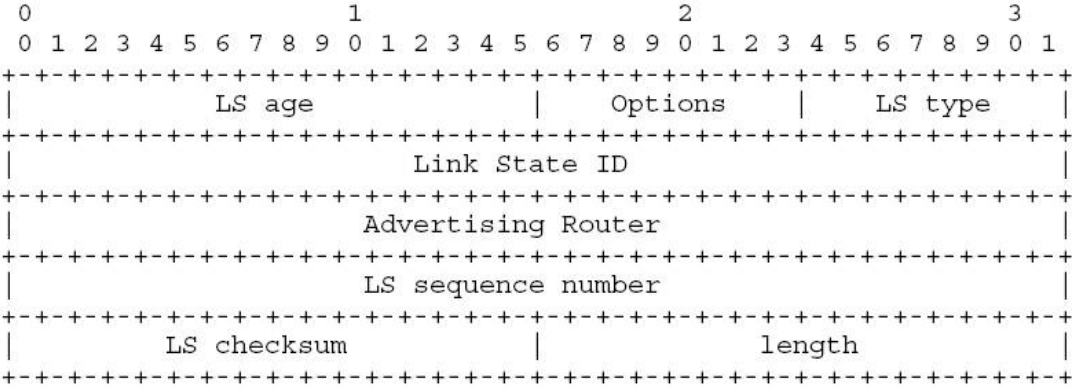 0 1 2 3
0 1 2 3 4 5 6 7 8 9 0 1 2 3 4 5 6 7 8 9 0 1 2 3 4 5 6 7 8 9 0 1
+-+-+-+-+-+-+-+-+-+-+-+-+-+-+-+-+-+-+-+-+-+-+-+-+-+-+-+-+-+-+-+-+
| LS age | Options | LS type |
+-+-+-+-+-+-+-+-+-+-+-+-+-+-+-+-+-+-+-+-+-+-+-+-+-+-+-+-+-+-+-+-+
| Link State ID |
+-+-+-+-+-+-+-+-+-+-+-+-+-+-+-+-+-+-+-+-+-+-+-+-+-+-+-+-+-+-+-+-+
| Advertising Router |
+-+-+-+-+-+-+-+-+-+-+-+-+-+-+-+-+-+-+-+-+-+-+-+-+-+-+-+-+-+-+-+-+
| LS sequence number |
+-+-+-+-+-+-+-+-+-+-+-+-+-+-+-+-+-+-+-+-+-+-+-+-+-+-+-+-+-+-+-+-+
| LS checksum | length |
+-+-+-+-+-+-+-+-+-+-+-+-+-+-+-+-+-+-+-+-+-+-+-+-+-+-+-+-+-+-+-+-+